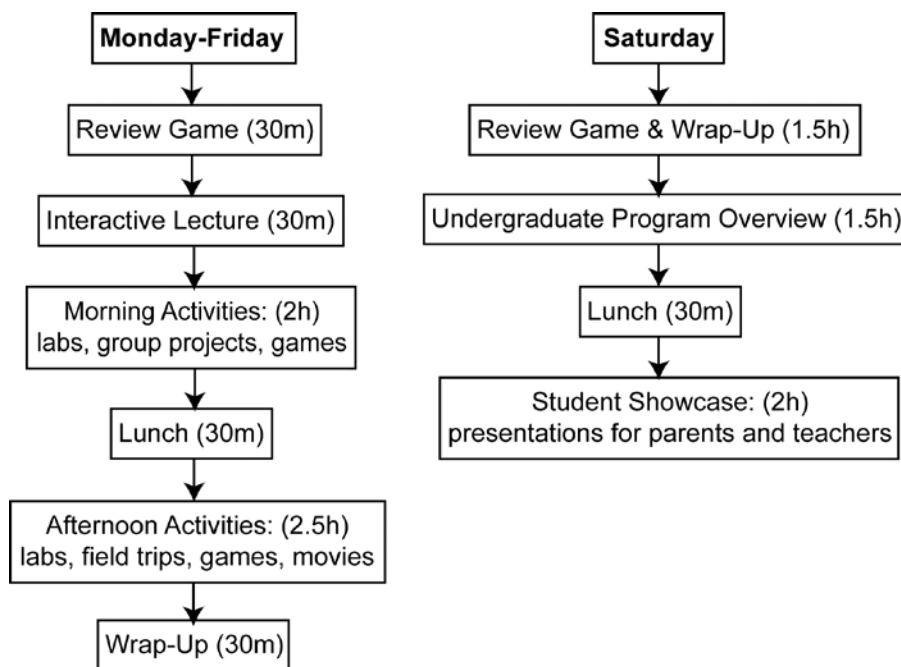 Monday-Friday
Review Game (30m)
Interactive Lecture (30m)
Morning Activities: (2h)
labs, group projects, games
Lunch (30m)
Afternoon Activities: (2.5h)
labs, field trips, games, movies
Wrap-Up (30m)
Saturday
Review Game & Wrap-Up (1.5h)
Undergraduate Program Overview (1.5h)
Lunch (30m)
Student Showcase: (2h)
presentations for parents and teachers